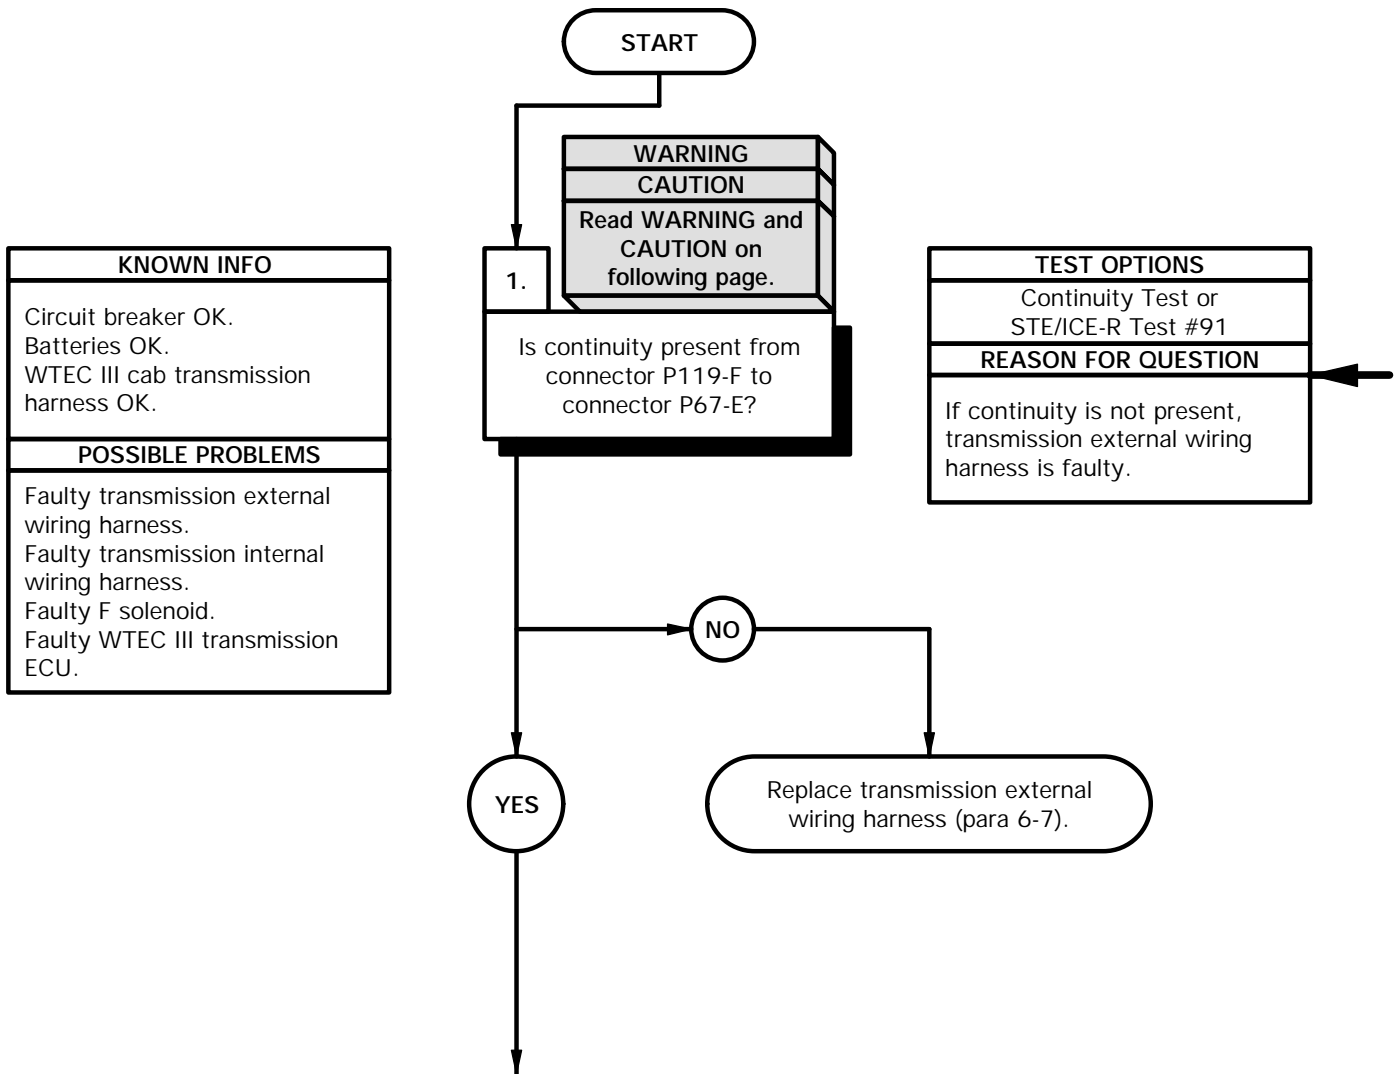 START
WARNING
CAUTION
Read WARNING and
CAUTION on
following page.
1.
Is continuity present from
connector P119-F to
connector P67-E?
KNOWN INFO
Circuit breaker OK.
Batteries OK.
WTEC III cab transmission
harness OK.
POSSIBLE PROBLEMS
Faulty transmission external
wiring harness.
Faulty transmission internal
wiring harness.
Faulty F solenoid.
Faulty WTEC III transmission
ECU.
TEST OPTIONS
Continuity Test or
STE/ICE-R Test #91
REASON FOR QUESTION
If continuity is not present,
transmission external wiring
harness is faulty.
NO
YES
Replace transmission external
wiring harness (para 6-7).